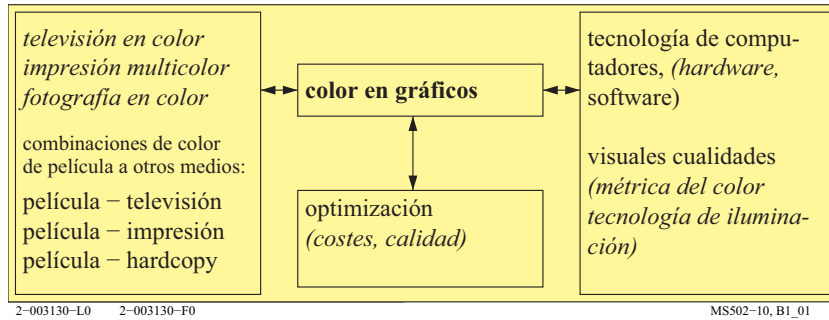 televisión en color
impresión multicolor
fotografía en color
combinaciones de color
de película a otros medios:
película − televisión
película − impresión
película − hardcopy
color en gráficos
optimización
(costes, calidad)
tecnología de compu-
tadores, (hardware,
software)
visuales cualidades
(métrica del color
tecnología de ilumina-
ción)
2−003130−L0 2−003130−F0
MS502−10, B1_01